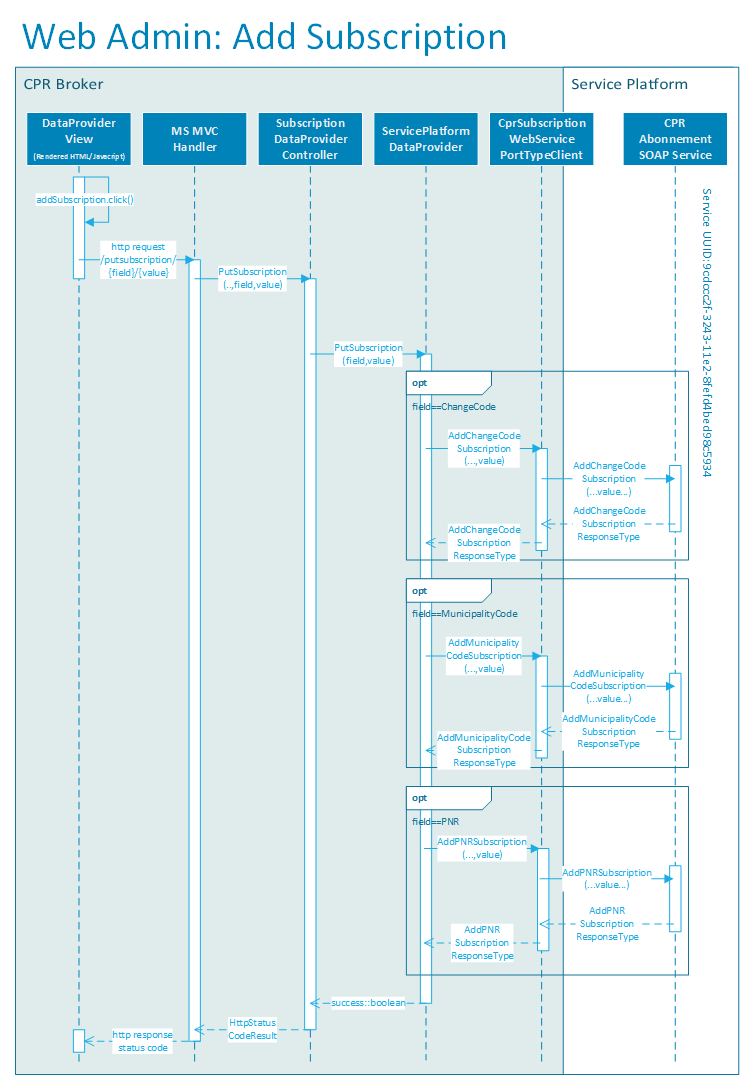 Web Admin: Add Subscription
CPR Broker
Service Platform
DataProvider
View
(Rendered HTML/Javacript)
MS MVC
Handler
Subscription
DataProvider
Controller
ServicePlatform
DataProvider
CprSubscription
WebService
PortTypeClient
CPR
Abonnement
SOAP Service
Service UUID:9cdccc2f-3243-11e2-8fefd4bed98c5934
addSubscription.click()
http request
/putsubscription/
{field}/{value}
PutSubscription
(..,field,value)
PutSubscription
(field,value)
opt
field==ChangeCode
AddChangeCode
Subscription
(...,value)
AddChangeCode
Subscription
(...value...)
AddChangeCode
Subscription
ResponseType
AddChangeCode
Subscription
ResponseType
opt
field==MunicipalityCode
AddMunicipality
CodeSubscription
(...,value)
AddMunicipality
CodeSubscription
(...value...)
AddMunicipalityCode
Subscription
ResponseType
AddMunicipalityCode
Subscription
ResponseType
opt
field==PNR
AddPNRSubscription
(...,value)
AddPNRSubscription
(...value...)
AddPNR
Subscription
ResponseType
AddPNR
Subscription
ResponseType
success::boolean
HttpStatus
CodeResult
http response
status code